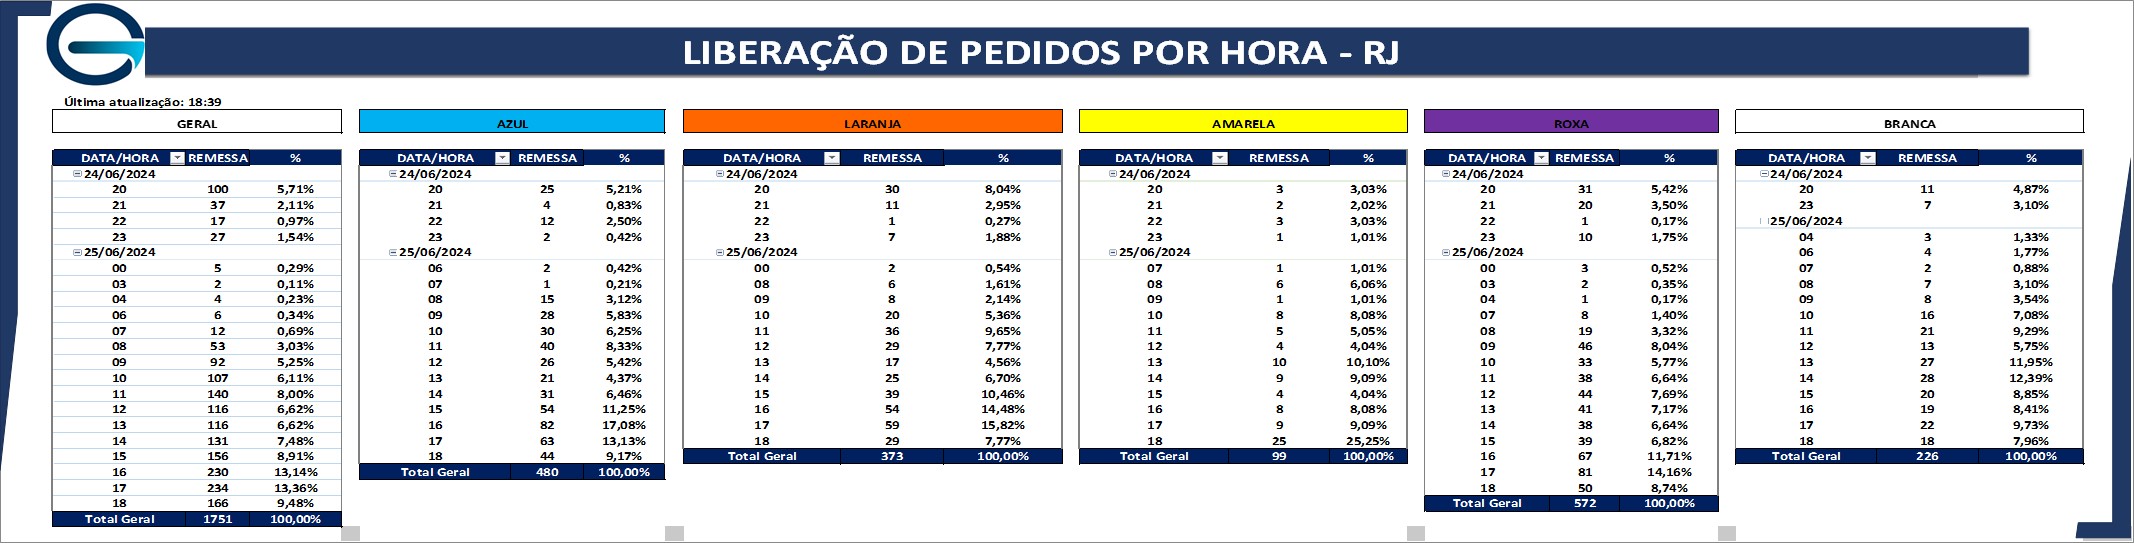 LIBERAÇÃO DE PEDIDOS POR HORA - RJ
Última atualização: 18:39
GERAL
DATA/HORA REMESSA %
24/06/2024
20 100 5,71%
21 37 2,11%
22 17 0,97%
23 27 1,54%
25/06/2024
00 5 0,29%
03 2 0,11%
04 4 0,23%
06 6 0,34%
07 12 0,69%
08 53 3,03%
09 92 5,25%
10 107 6,11%
11 140 8,00%
12 116 6,62%
13 116 6,62%
14 131 7,48%
15 156 8,91%
16 230 13,14%
17 234 13,36%
18 166 9,48%
Total Geral 1751 100,00%
AZUL
DATA/HORA REMESSA %
24/06/2024
20 25 5,21%
21 4 0,83%
22 12 2,50%
23 2 0,42%
25/06/2024
06 2 0,42%
07 1 0,21%
08 15 3,12%
09 28 5,83%
10 30 6,25%
11 40 8,33%
12 26 5,42%
13 21 4,37%
14 31 6,46%
15 54 11,25%
16 82 17,08%
17 63 13,13%
18 44 9,17%
Total Geral 480 100,00%
LARANJA
DATA/HORA REMESSA %
24/06/2024
20 30 8,04%
21 11 2,95%
22 1 0,27%
23 7 1,88%
25/06/2024
00 2 0,54%
08 6 1,61%
09 8 2,14%
10 20 5,36%
11 36 9,65%
12 29 7,77%
13 17 4,56%
14 25 6,70%
15 39 10,46%
16 54 14,48%
17 59 15,82%
18 29 7,77%
Total Geral 373 100,00%
AMARELA
DATA/HORA REMESSA %
24/06/2024
20 3 3,03%
21 2 2,02%
22 3 3,03%
23 1 1,01%
25/06/2024
07 1 1,01%
08 6 6,06%
09 1 1,01%
10 8 8,08%
11 5 5,05%
12 4 4,04%
13 10 10,10%
14 9 9,09%
15 4 4,04%
16 8 8,08%
17 9 9,09%
18 25 25,25%
Total Geral 99 100,00%
ROXA
DATA/HORA REMESSA %
24/06/2024
20 31 5,42%
21 20 3,50%
22 1 0,17%
23 10 1,75%
25/06/2024
00 3 0,52%
03 2 0,35%
04 1 0,17%
07 8 1,40%
08 19 3,32%
09 46 8,04%
10 33 5,77%
11 38 6,64%
12 44 7,69%
13 41 7,17%
14 38 6,64%
15 39 6,82%
16 67 11,71%
17 81 14,16%
18 50 8,74%
Total Geral 572 100,00%
BRANCA
DATA/HORA REMESSA %
24/06/2024
20 11 4,87%
23 7 3,10%
25/06/2024
04 3 1,33%
06 4 1,77%
07 2 0,88%
08 7 3,10%
09 8 3,54%
10 16 7,08%
11 21 9,29%
12 13 5,75%
13 27 11,95%
14 28 12,39%
15 20 8,85%
16 19 8,41%
17 22 9,73%
18 18 7,96%
Total Geral 226 100,00%